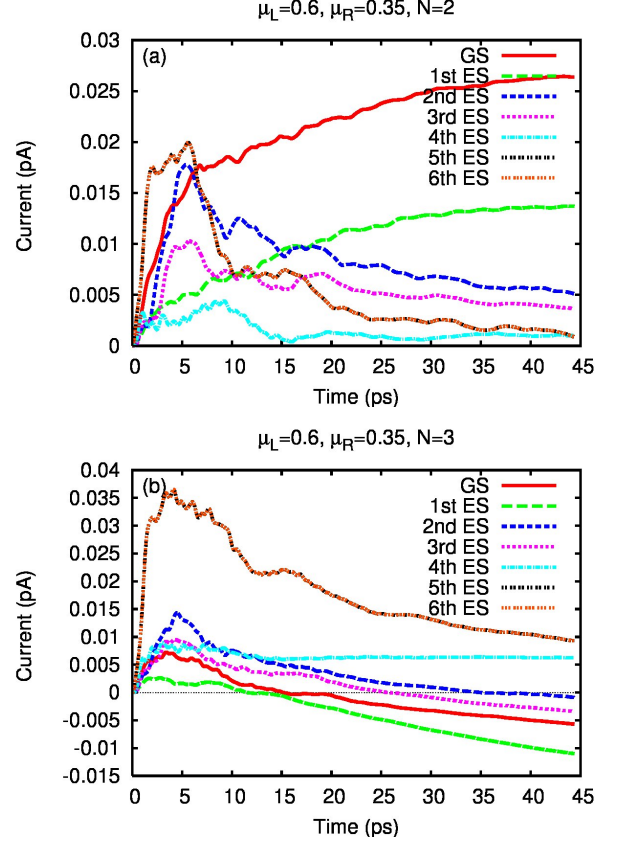 μL=0.6, μR=0.35, N=2
(a)
GS
1st ES
2nd ES
3rd ES
4th ES
5th ES
6th ES
0.03
0.025
0.02
0.015
0.01
0.005
0
Current (pA)
0 5 10 15 20 25 30 35 40 45
Time (ps)
μL=0.6, μR=0.35, N=3
(b)
GS
1st ES
2nd ES
3rd ES
4th ES
5th ES
6th ES
0.04
0.035
0.03
0.025
0.02
0.015
0.01
0.005
0
-0.005
-0.01
-0.015
Current (pA)
0 5 10 15 20 25 30 35 40 45
Time (ps)